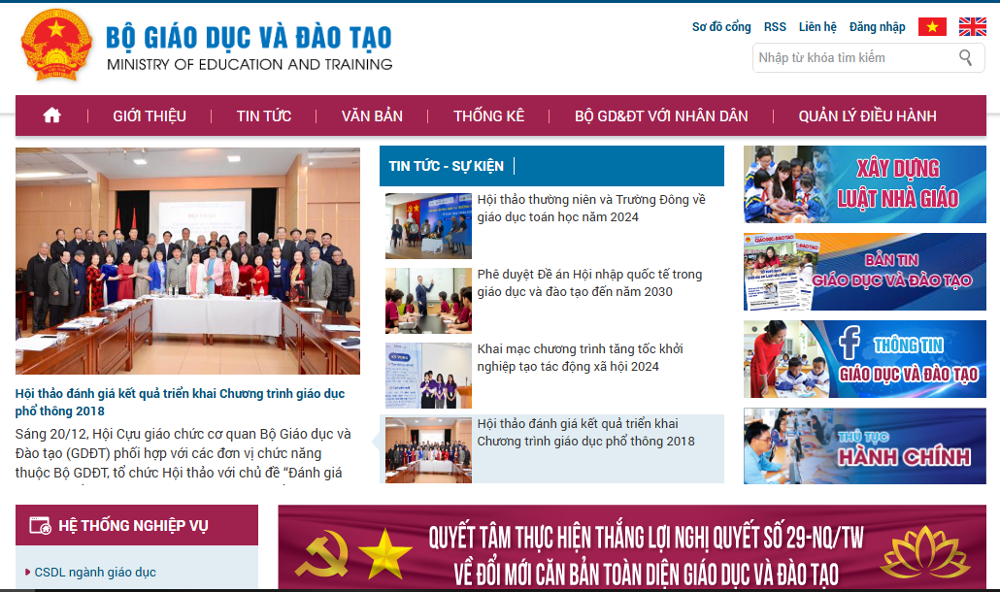 BỘ GIÁO DỤC VÀ ĐÀO TẠO
MINISTRY OF EDUCATION AND TRAINING
Sơ đồ cổng RSS Liên hệ Đăng nhập
Nhập từ khóa tìm kiếm
GIỚI THIỆU TIN TỨC VĂN BẢN THỐNG KÊ BỘ GD&ĐT VỚI NHÂN DÂN QUẢN LÝ ĐIỀU HÀNH
Hội thảo đánh giá kết quả triển khai Chương trình giáo dục
phổ thông 2018
Sáng 20/12, Hội Cựu giáo chức cơ quan Bộ Giáo dục và
Đào tạo (GDĐT) phối hợp với các đơn vị chức năng
thuộc Bộ GDĐT, tổ chức Hội thảo với chủ đề “Đánh giá
TIN TỨC - SỰ KIỆN
Hội thảo thường niên và Trường Đông về
giáo dục toán học năm 2024
Phê duyệt Đề án Hội nhập quốc tế trong
giáo dục và đào tạo đến năm 2030
Khai mạc chương trình tăng tốc khởi
nghiệp tạo tác động xã hội 2024
Hội thảo đánh giá kết quả triển khai
Chương trình giáo dục phổ thông 2018
XÂY DỰNG
LUẬT NHÀ GIÁO
BẢN TIN
GIÁO DỤC VÀ ĐÀO TẠO
THÔNG TIN
GIÁO DỤC VÀ ĐÀO TẠO
THỦ TỤC
HÀNH CHÍNH
HỆ THỐNG NGHIỆP VỤ
CSDL ngành giáo dục
QUYẾT TÂM THỰC HIỆN THẮNG LỢI NGHỊ QUYẾT SỐ 29-NQ/TW
VỀ ĐỔI MỚI CĂN BẢN TOÀN DIỆN GIÁO DỤC VÀ ĐÀO TẠO